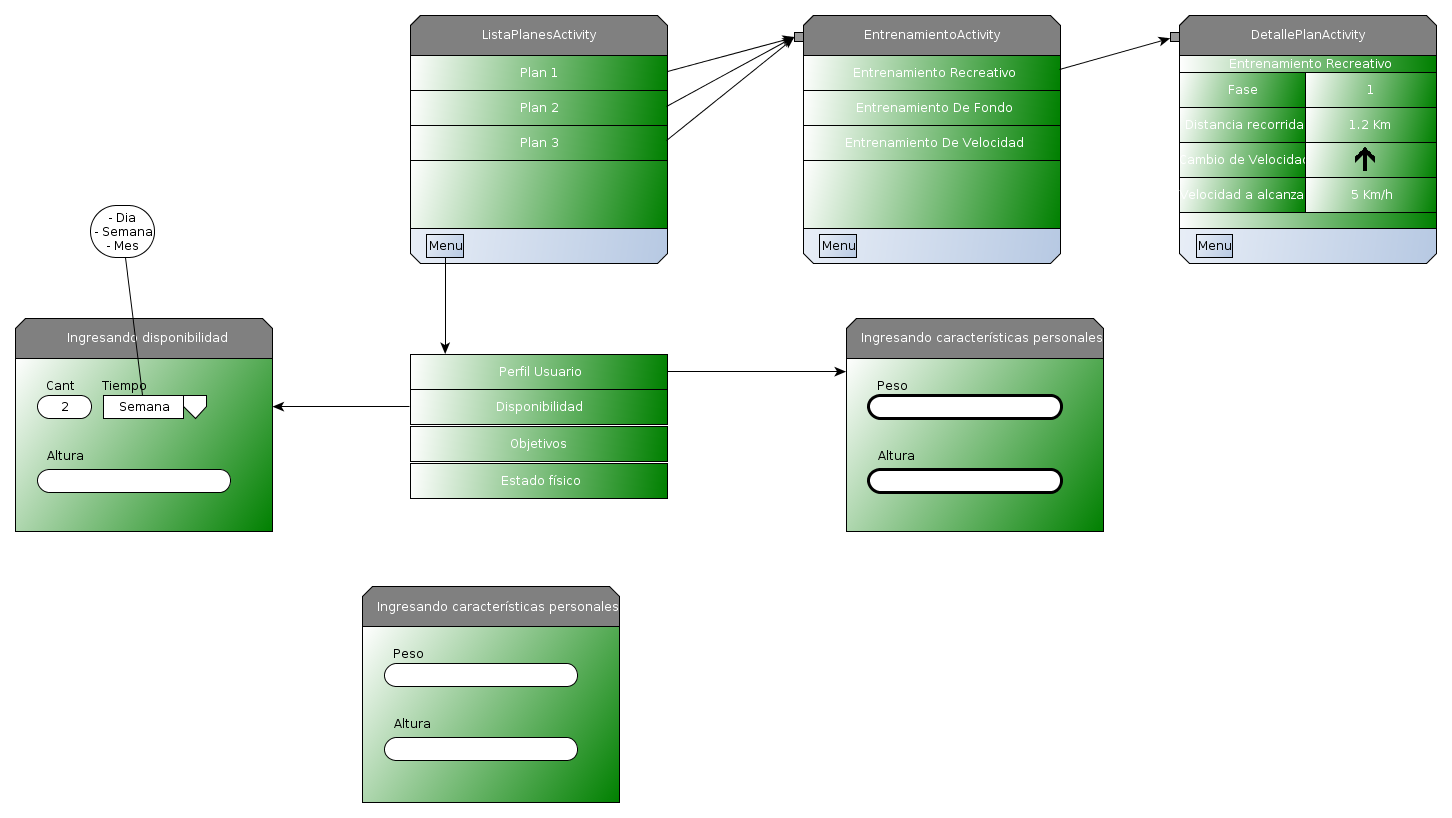 ListaPlanesActivity
Plan 1
Plan 2
Plan 3
Menu
EntrenamientoActivity
Entrenamiento Recreativo
Entrenamiento De Fondo
Entrenamiento De Velocidad
Menu
DetallePlanActivity
Entrenamiento Recreativo
Fase 1
Distancia recorrida 1.2 Km
Cambio de Velocidad
Velocidad a alcanza 5 Km/h
Menu
- Dia
- Semana
- Mes
Ingresando disponibilidad
Cant Tiempo
2 Semana
Altura
Perfil Usuario
Disponibilidad
Objetivos
Estado físico
Ingresando características personales
Peso
Altura
Ingresando características personales
Peso
Altura